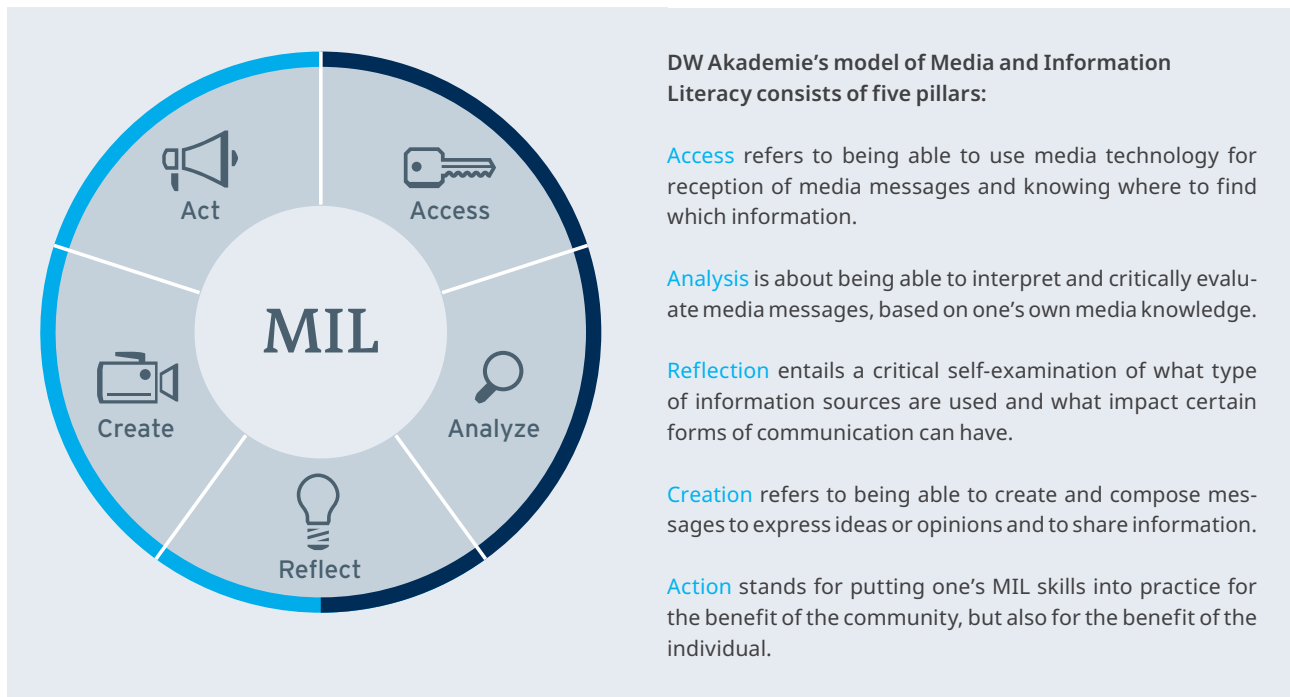 Act
Access
MIL
Create
Analyze
Reflect
DW Akademie’s model of Media and Information
Literacy consists of five pillars:
Access refers to being able to use media technology for
reception of media messages and knowing where to find
which information.
Analysis is about being able to interpret and critically evalu-
ate media messages, based on one’s own media knowledge.
Reflection entails a critical self-examination of what type
of information sources are used and what impact certain
forms of communication can have.
Creation refers to being able to create and compose mes-
sages to express ideas or opinions and to share information.
Action stands for putting one’s MIL skills into practice for
the benefit of the community, but also for the benefit of the
individual.